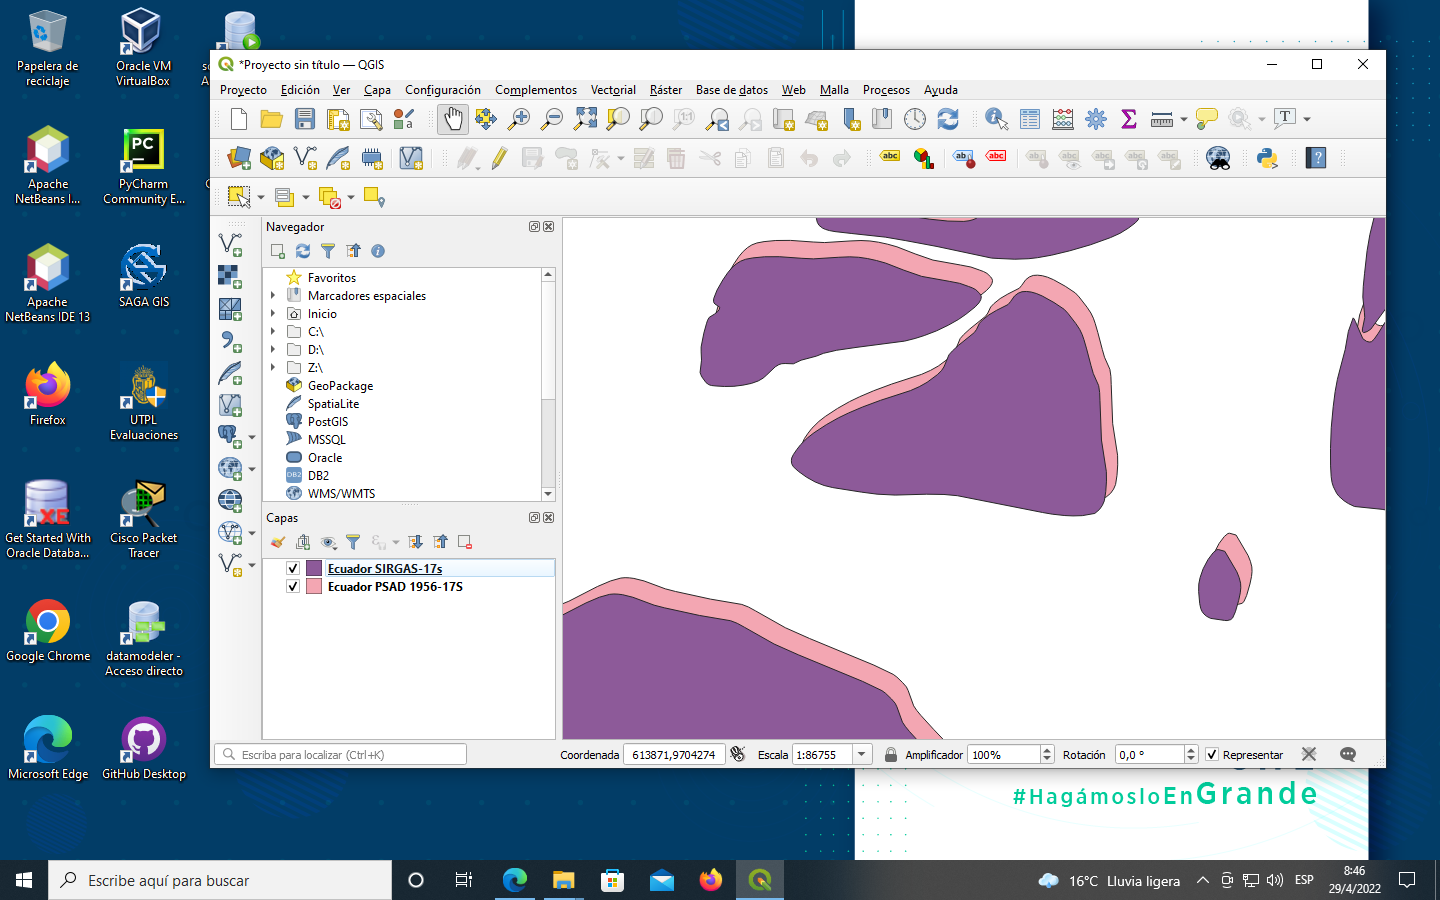 Papelera de
reciclaje
Oracle VM
VirtualBox
Apache
NetBeans I...
PyCharm
Community E...
Apache
NetBeans IDE 13
SAGA GIS
Firefox
UTPL
Evaluaciones
Get Started With
Oracle Databa...
Cisco Packet
Tracer
Google Chrome
datamodeler -
Acceso directo
Microsoft Edge
GitHub Desktop
*Proyecto sin título — QGIS
Proyecto Edición Ver Capa Configuración Complementos Vectorial Ráster Base de datos Web Malla Procesos Ayuda
Navegador
Favoritos
Marcadores espaciales
Inicio
C:\
D:\
Z:\
GeoPackage
SpatiaLite
PostGIS
MSSQL
Oracle
DB2
WMS/WMTS
Capas
Ecuador SIRGAS-17s
Ecuador PSAD 1956-17S
Escriba para localizar (Ctrl+K)
Coordenada 613871,9704274 Escala 1:86755 Amplificador 100% Rotación 0,0 ° Representar
#HagámosloEnGrande
Escribe aquí para buscar
16°C Lluvia ligera
ESP
8:46
29/4/2022